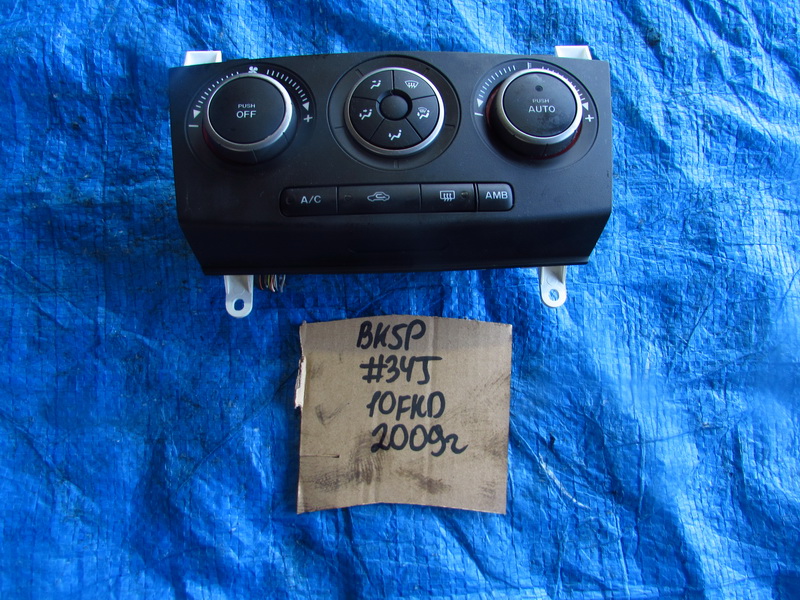 PUSH
OFF
PUSH
AUTO
A/C
AMB
BK5P
#34J
10FKD
2009г